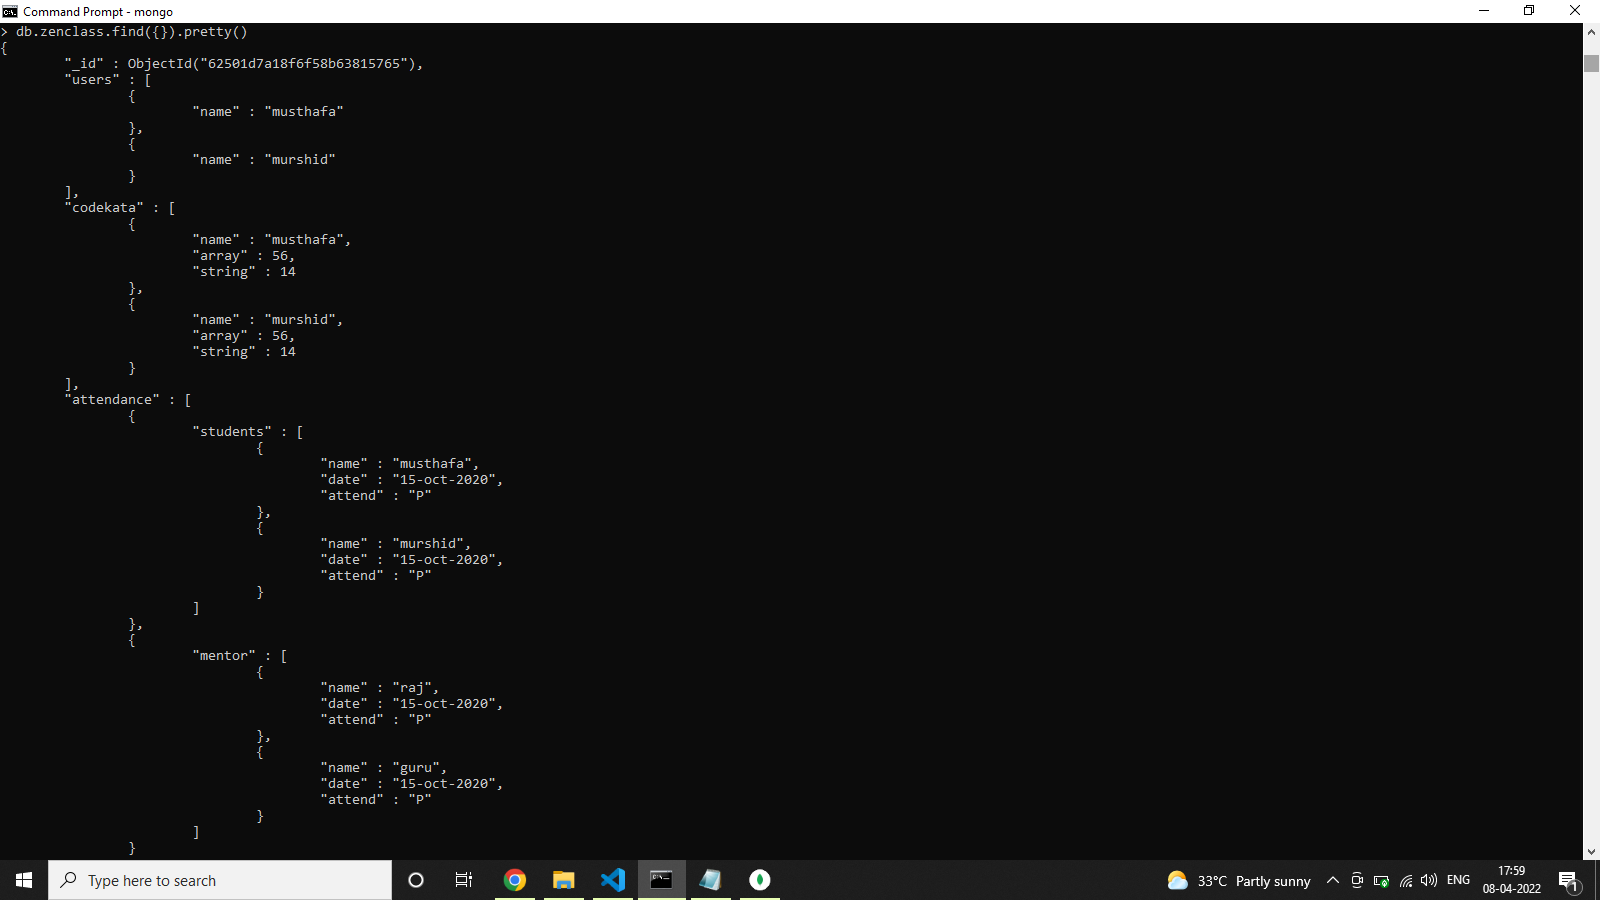 Command Prompt - mongo
> db.zenclass.find({}).pretty()
{
"_id" : ObjectId("62501d7a18f6f58b63815765"),
"users" : [
{
"name" : "musthafa"
},
{
"name" : "murshid"
}
],
"codekata" : [
{
"name" : "musthafa",
"array" : 56,
"string" : 14
},
{
"name" : "murshid",
"array" : 56,
"string" : 14
}
],
"attendance" : [
{
"students" : [
{
"name" : "musthafa",
"date" : "15-oct-2020",
"attend" : "P"
},
{
"name" : "murshid",
"date" : "15-oct-2020",
"attend" : "P"
}
]
},
{
"mentor" : [
{
"name" : "raj",
"date" : "15-oct-2020",
"attend" : "P"
},
{
"name" : "guru",
"date" : "15-oct-2020",
"attend" : "P"
}
]
}
Type here to search
33°C Partly sunny
ENG
17:59
08-04-2022
1